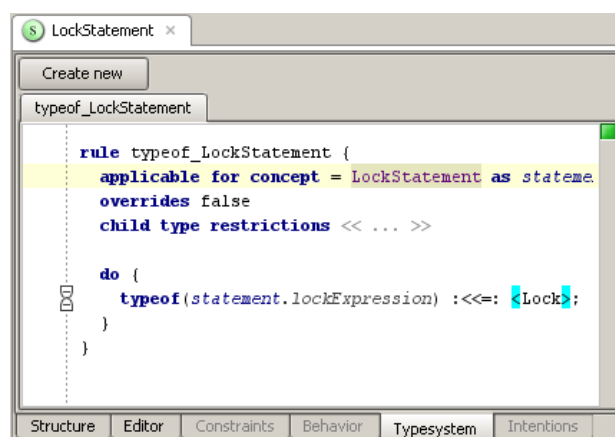 S LockStatement ×
Create new
typeof_LockStatement
rule typeof_LockStatement {
applicable for concept = LockStatement as stateme
overrides false
child type restrictions << ... >>
do {
typeof(statement.lockExpression) :<<=: <Lock>;
}
}
Structure Editor Constraints Behavior Typesystem Intentions